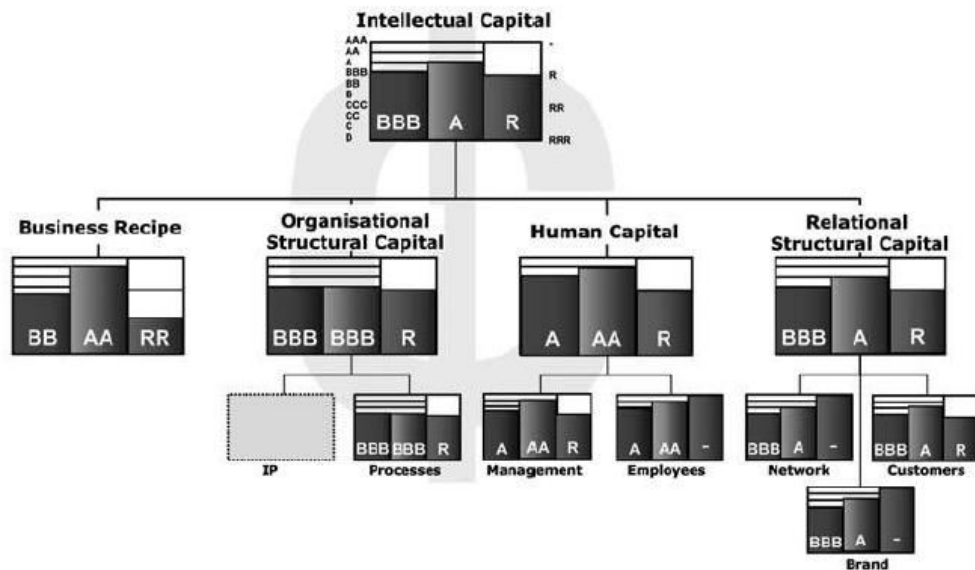 Intellectual Capital
AAA
AA
A
BBB
BB
B
CCC
CC
C
D
-
R
RR
RRR
BBB A R
Business Recipe
Organisational
Structural Capital
Human Capital
Relational
Structural Capital
BB AA RR
BBB BBB R
A AA R
BBB A R
BBB BBB R
A AA R
A AA -
BBB A -
BBB A R
IP
Processes
Management
Employees
Network
Customers
BBB A -
Brand